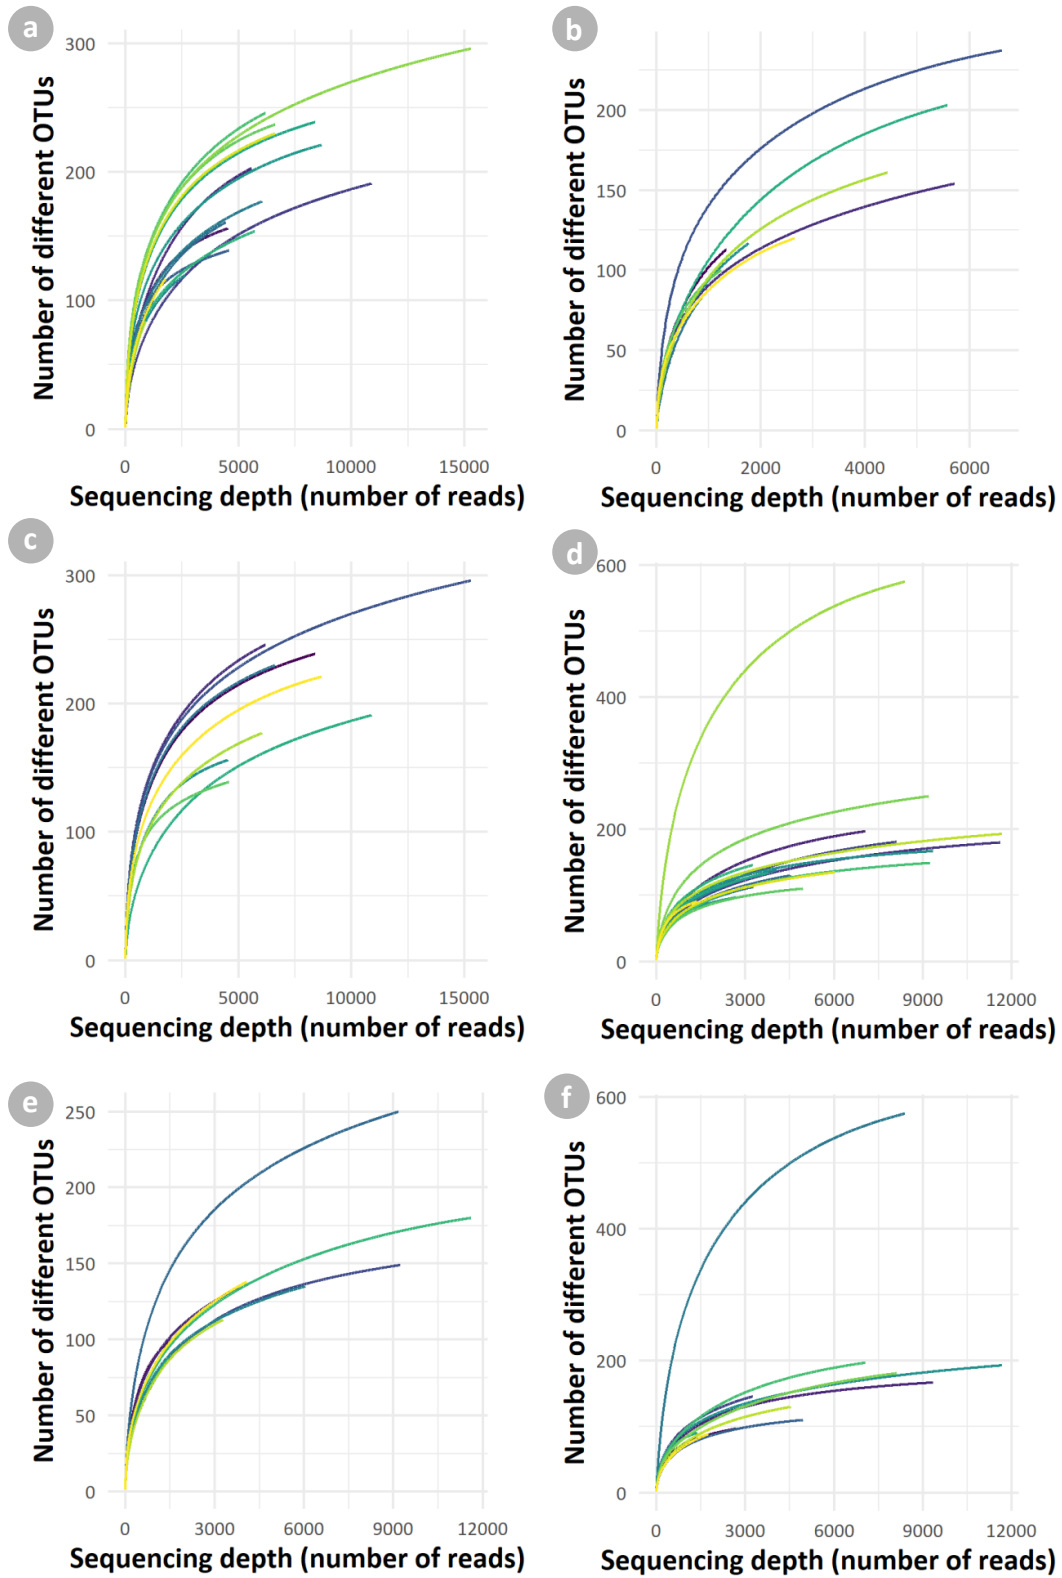 a
300
200
100
0
Number of different OTUs
0 5000 10000 15000
Sequencing depth (number of reads)
b
200
150
100
50
0
Number of different OTUs
0 2000 4000 6000
Sequencing depth (number of reads)
c
300
200
100
0
Number of different OTUs
0 5000 10000 15000
Sequencing depth (number of reads)
d
600
400
200
0
Number of different OTUs
0 3000 6000 9000 12000
Sequencing depth (number of reads)
e
250
200
150
100
50
0
Number of different OTUs
0 3000 6000 9000 12000
Sequencing depth (number of reads)
f
600
400
200
0
Number of different OTUs
0 3000 6000 9000 12000
Sequencing depth (number of reads)